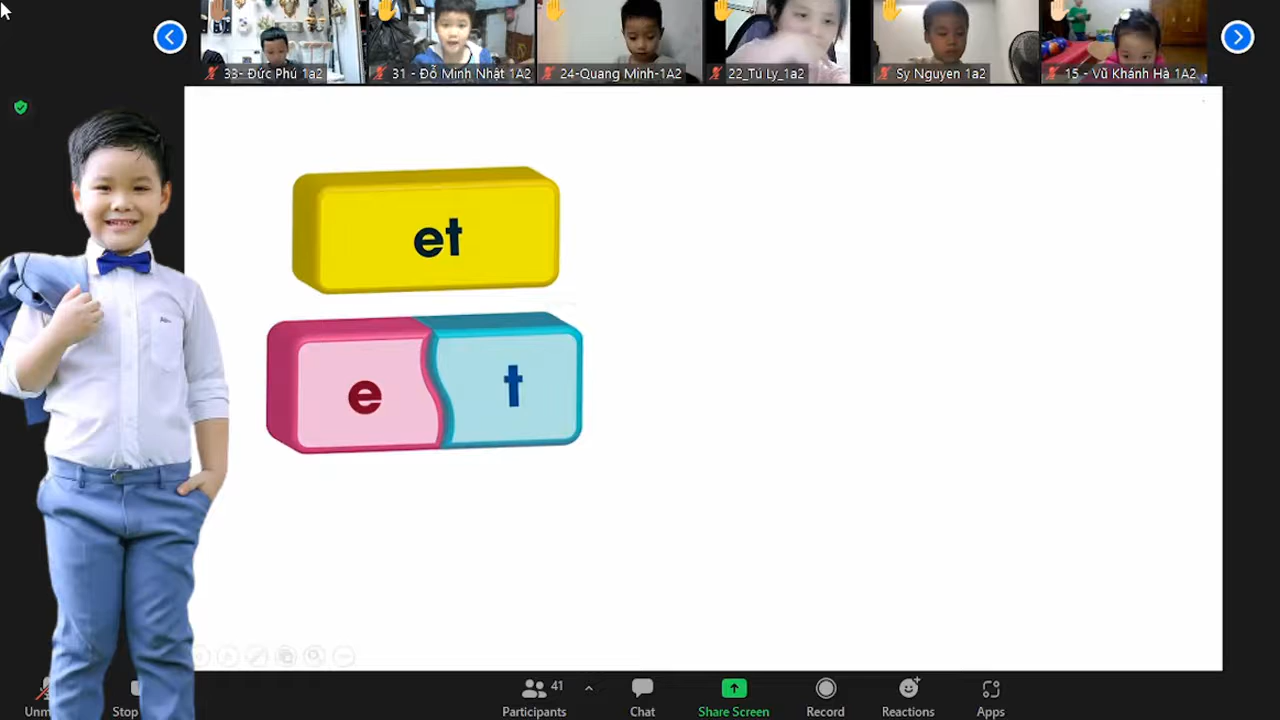 33- Đức Phú 1a2
31 - Đỗ Minh Nhật 1A2
24-Quang Minh-1A2
22_Tú Ly_1a2
Sy Nguyen 1a2
15 - Vũ Khánh Hà 1A2
et
e t
Unm
Stop
Participants
41
Chat
Share Screen
Record
Reactions
Apps